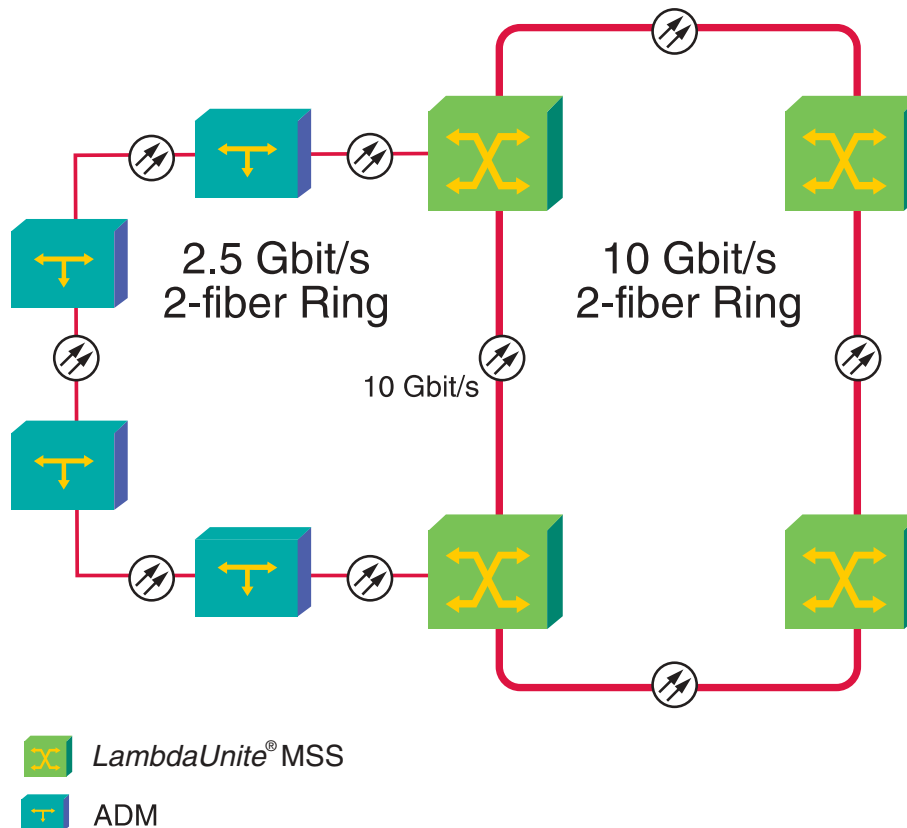 2.5 Gbit/s
2-fiber Ring
10 Gbit/s
2-fiber Ring
10 Gbit/s
LambdaUnite® MSS
ADM